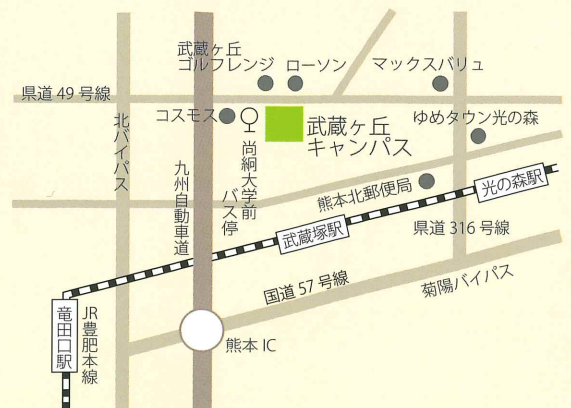 武蔵ヶ丘
ゴルフレンジ
ローソン
マックスバリュ
県道49号線
コスモス
尚絅大学前
バス停
武蔵ヶ丘
キャンパス
ゆめタウン光の森
北バイパス
九州自動車道
熊本北郵便局
光の森駅
武蔵塚駅
県道316号線
国道57号線
菊陽バイパス
竜田口駅
JR豊肥本線
熊本IC